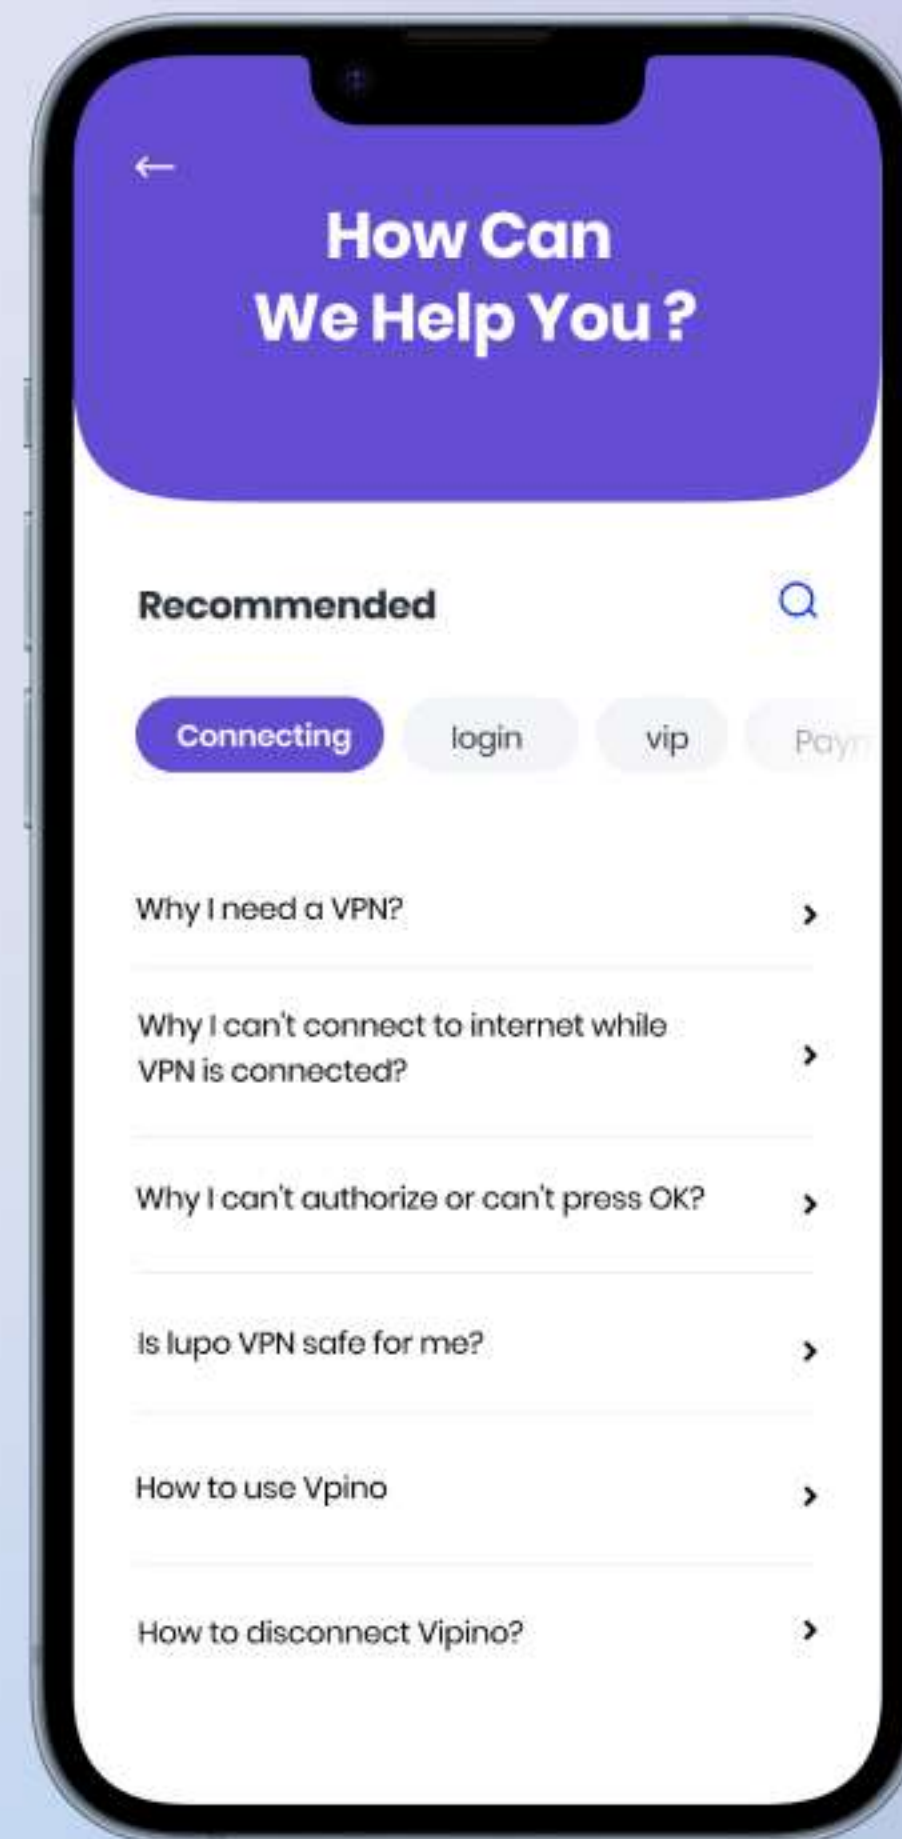 How Can
We Help You ?
Recommended
Connecting
login
vip
Why I need a VPN?
Why I can't connect to internet while
VPN is connected?
Why I can't authorize or can't press OK?
Is lupo VPN safe for me?
How to use Vpino
How to disconnect Vipino?